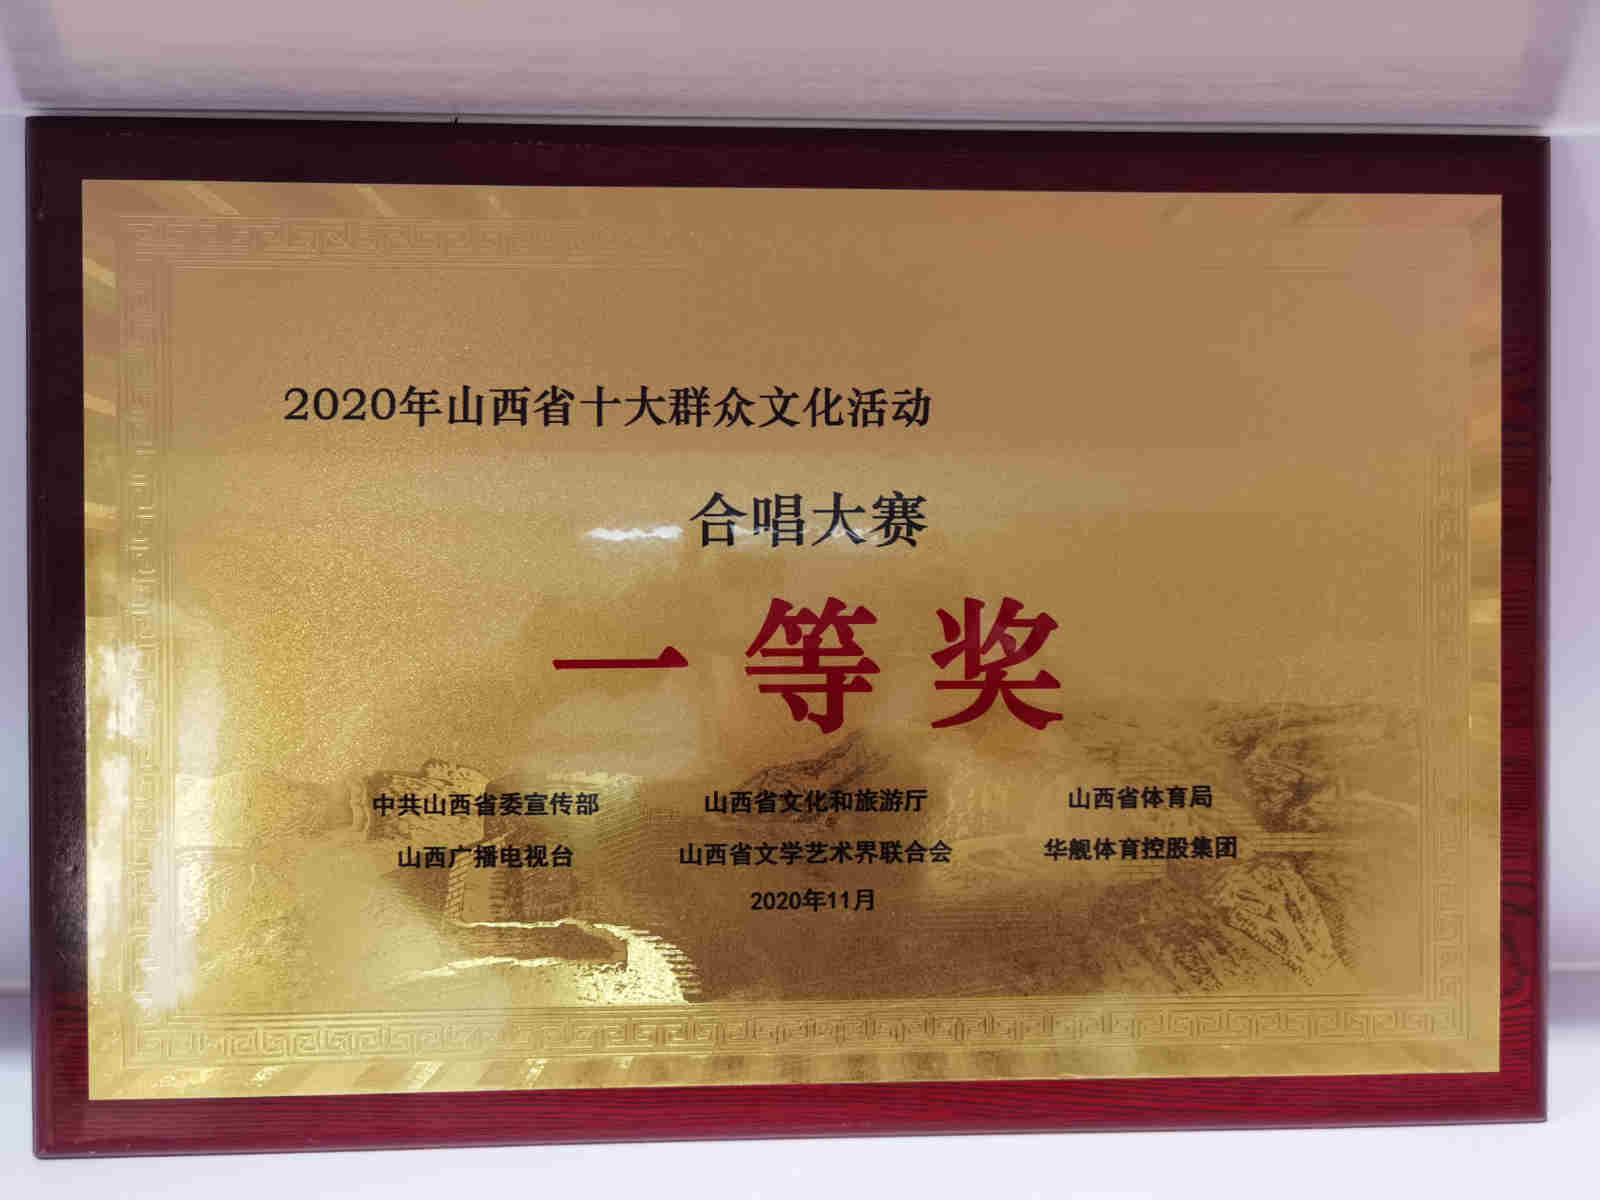 2020年山西省十大群众文化活动
合唱大赛
一等奖
中共山西省委宣传部 山西省文化和旅游厅 山西省体育局
山西广播电视台 山西省文学艺术界联合会 华舰体育控股集团
2020年11月